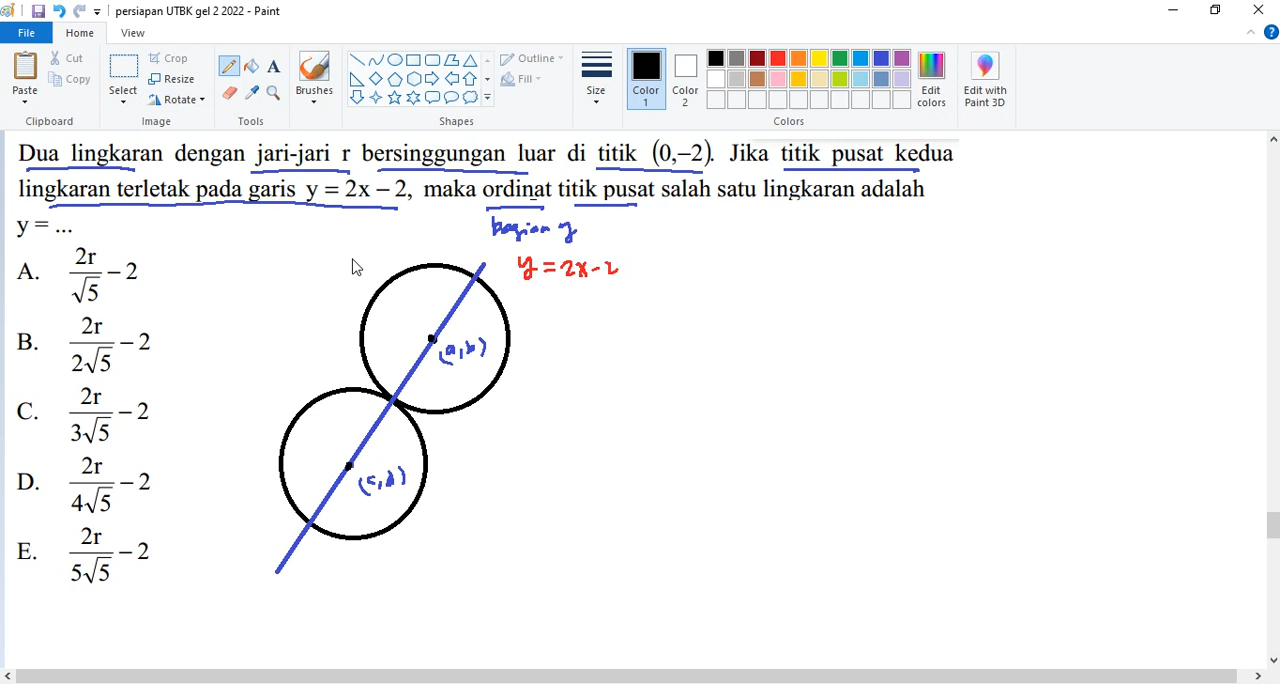 persiapan UTBK gel 2 2022 - Paint
File Home View
Paste
Cut
Copy
Clipboard
Select
Crop
Resize
Rotate
Image
A
Tools
Brushes
Outline
Fill
Shapes
Size
Color 1
Color 2
Colors
Edit colors
Edit with Paint 3D
Dua lingkaran dengan jari-jari r bersinggungan luar di titik (0,−2). Jika titik pusat kedua
lingkaran terletak pada garis y = 2x − 2, maka ordinat titik pusat salah satu lingkaran adalah
y = ...
bagian y
y = 2x - 2
A. 2r/√5 − 2
B. 2r/2√5 − 2
C. 2r/3√5 − 2
D. 2r/4√5 − 2
E. 2r/5√5 − 2
(a,b)
(c,d)